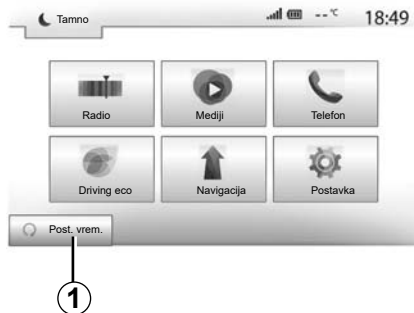 Tamno
--°C
18:49
Radio
Mediji
Telefon
Driving eco
Navigacija
Postavka
Post. vrem.
1